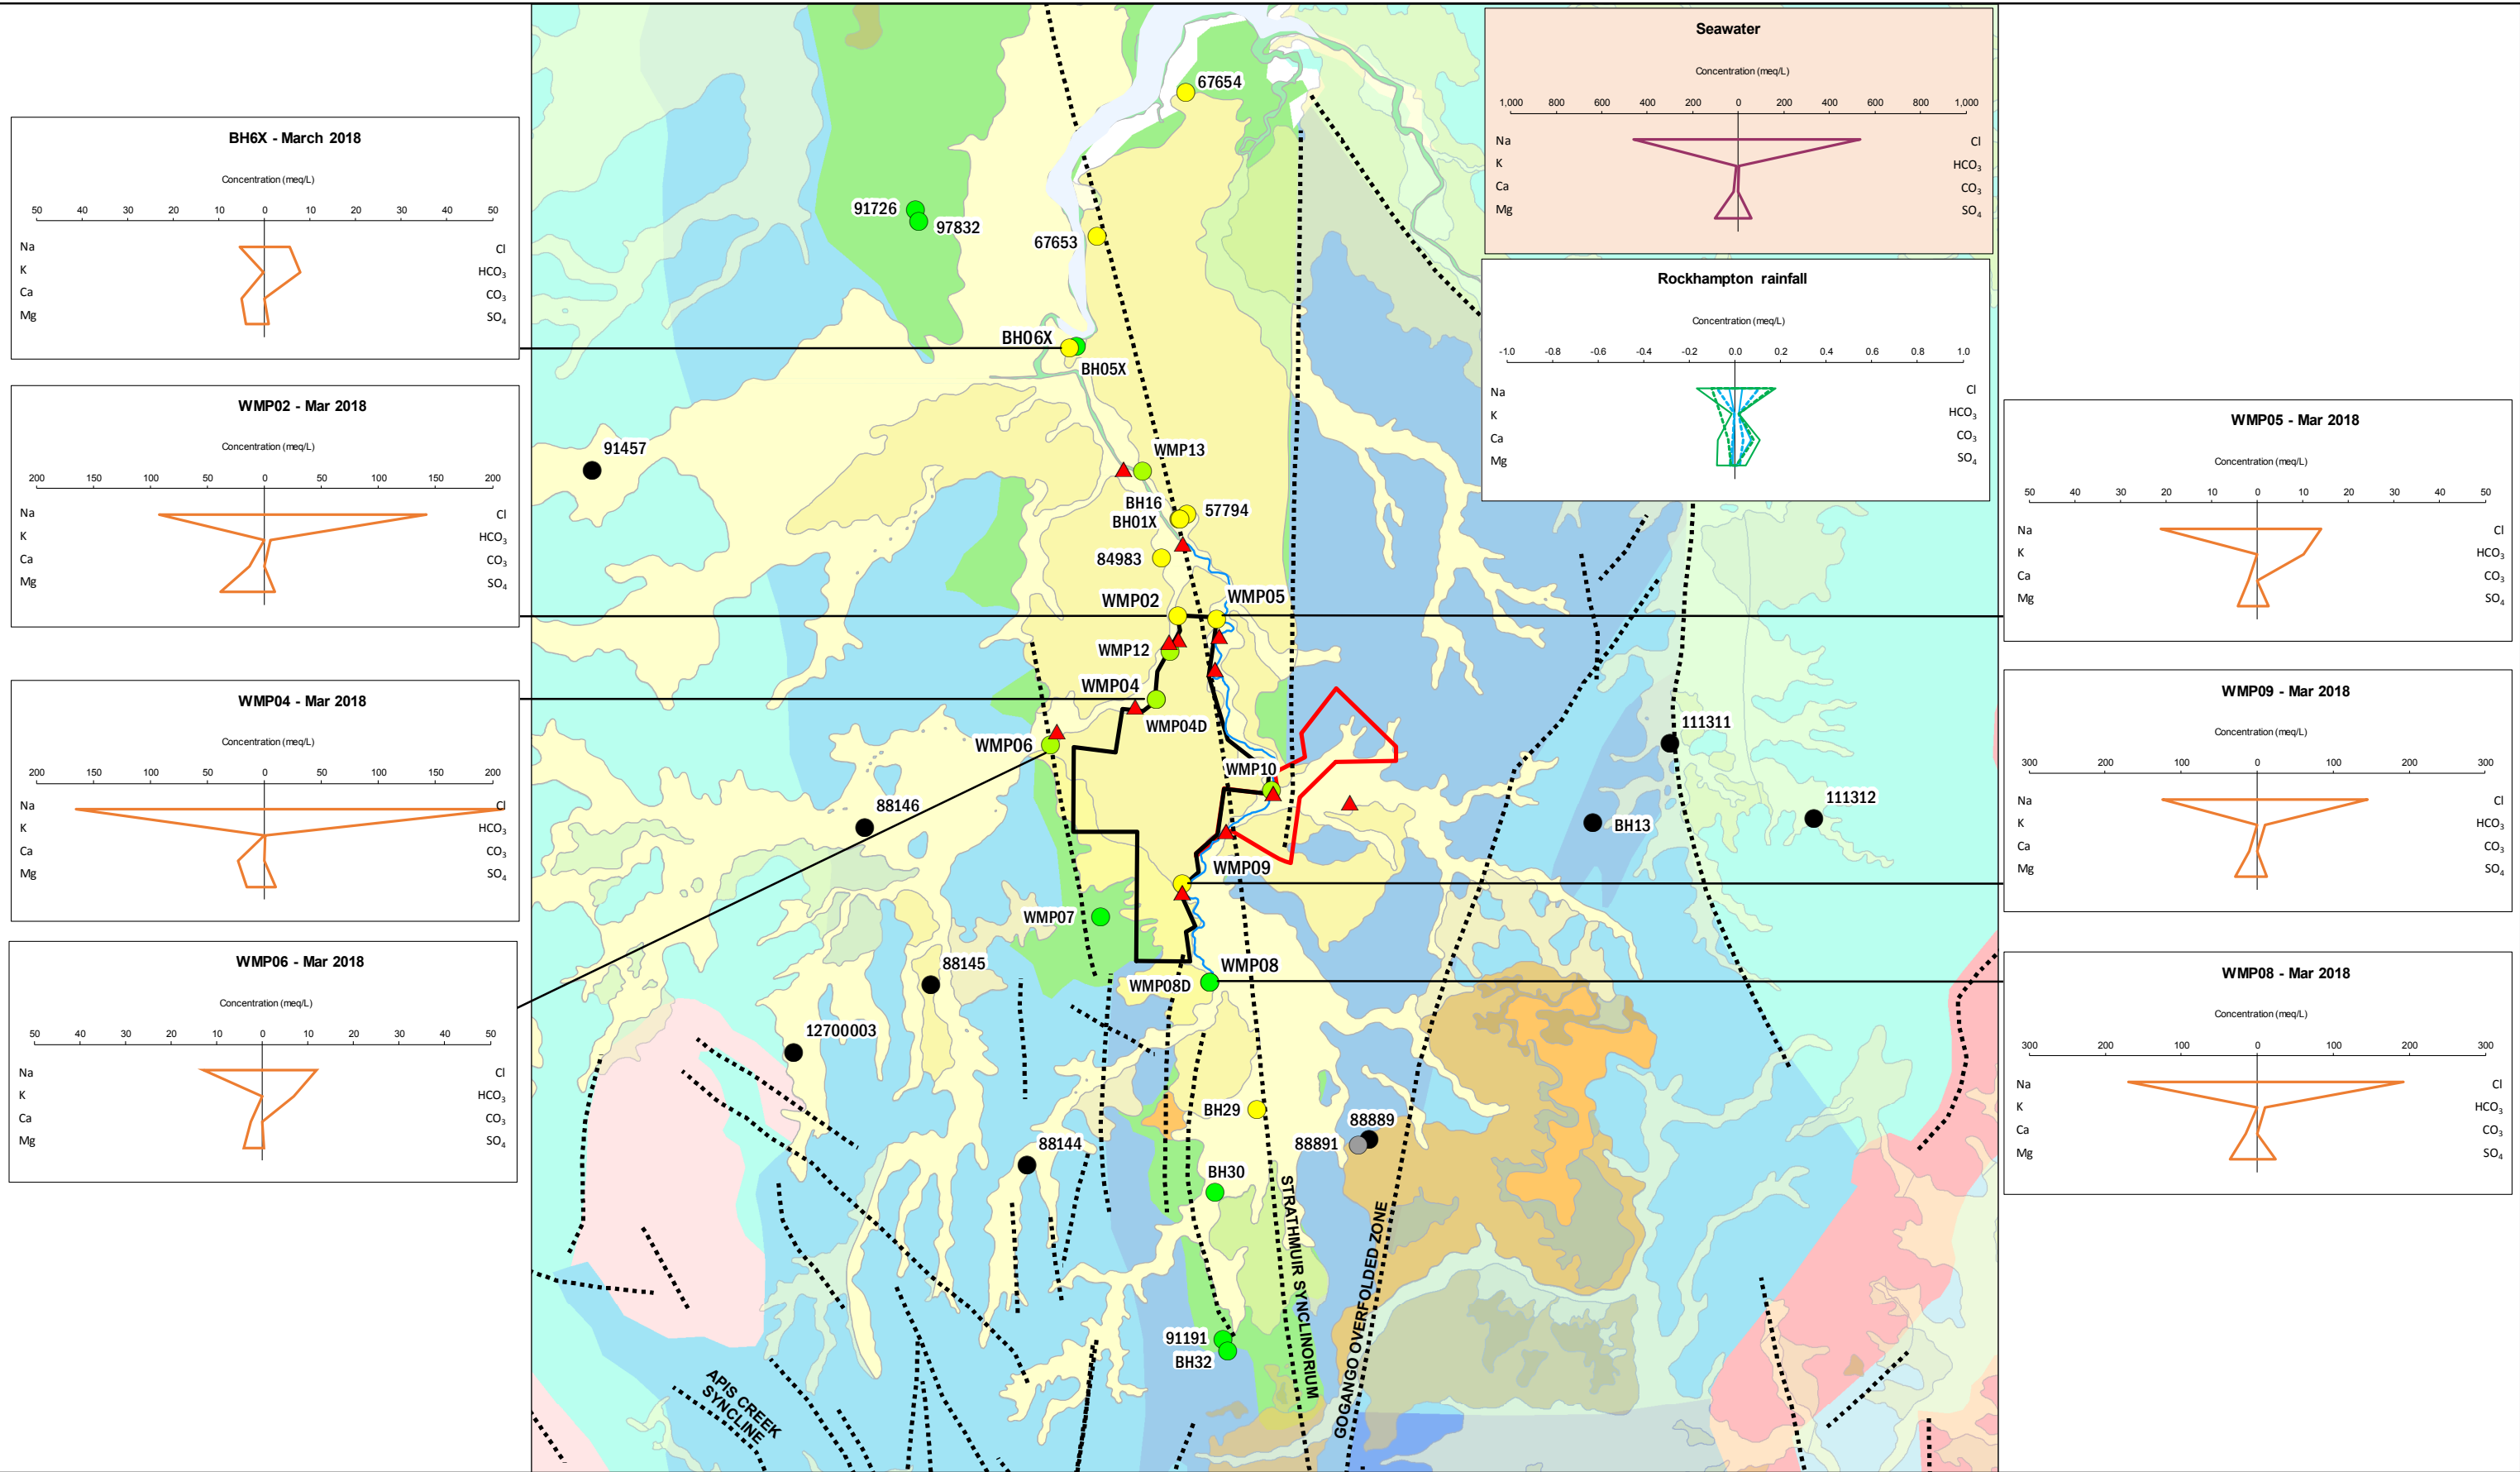 BH6X - March 2018
Concentration (meq/L)
50 40 30 20 10 0 10 20 30 40 50
Na Cl
K HCO3
Ca CO3
Mg SO4
WMP02 - Mar 2018
Concentration (meq/L)
200 150 100 50 0 50 100 150 200
Na Cl
K HCO3
Ca CO3
Mg SO4
WMP04 - Mar 2018
Concentration (meq/L)
200 150 100 50 0 50 100 150 200
Na Cl
K HCO3
Ca CO3
Mg SO4
WMP06 - Mar 2018
Concentration (meq/L)
50 40 30 20 10 0 10 20 30 40 50
Na Cl
K HCO3
Ca CO3
Mg SO4
67654
91726
97832
67653
BH06X
BH05X
91457
WMP13
BH16
57794
BH01X
84983
WMP02
WMP05
WMP12
WMP04
WMP04D
WMP06
WMP10
111311
111312
88146
BH13
WMP09
WMP07
WMP08
88145
WMP08D
12700003
BH29
88889
88144
88891
BH30
91191
BH32
STRATHMUIR SYNCLINORIUM
GOGANGO OVERFOLDED ZONE
APIS CREEK
SYNCLINE
Seawater
Concentration (meq/L)
1,000 800 600 400 200 0 200 400 600 800 1,000
Na Cl
K HCO3
Ca CO3
Mg SO4
Rockhampton rainfall
Concentration (meq/L)
-1.0 -0.8 -0.6 -0.4 -0.2 0.0 0.2 0.4 0.6 0.8 1.0
Na Cl
K HCO3
Ca CO3
Mg SO4
WMP05 - Mar 2018
Concentration (meq/L)
50 40 30 20 10 0 10 20 30 40 50
Na Cl
K HCO3
Ca CO3
Mg SO4
WMP09 - Mar 2018
Concentration (meq/L)
300 200 100 0 100 200 300
Na Cl
K HCO3
Ca CO3
Mg SO4
WMP08 - Mar 2018
Concentration (meq/L)
300 200 100 0 100 200 300
Na Cl
K HCO3
Ca CO3
Mg SO4